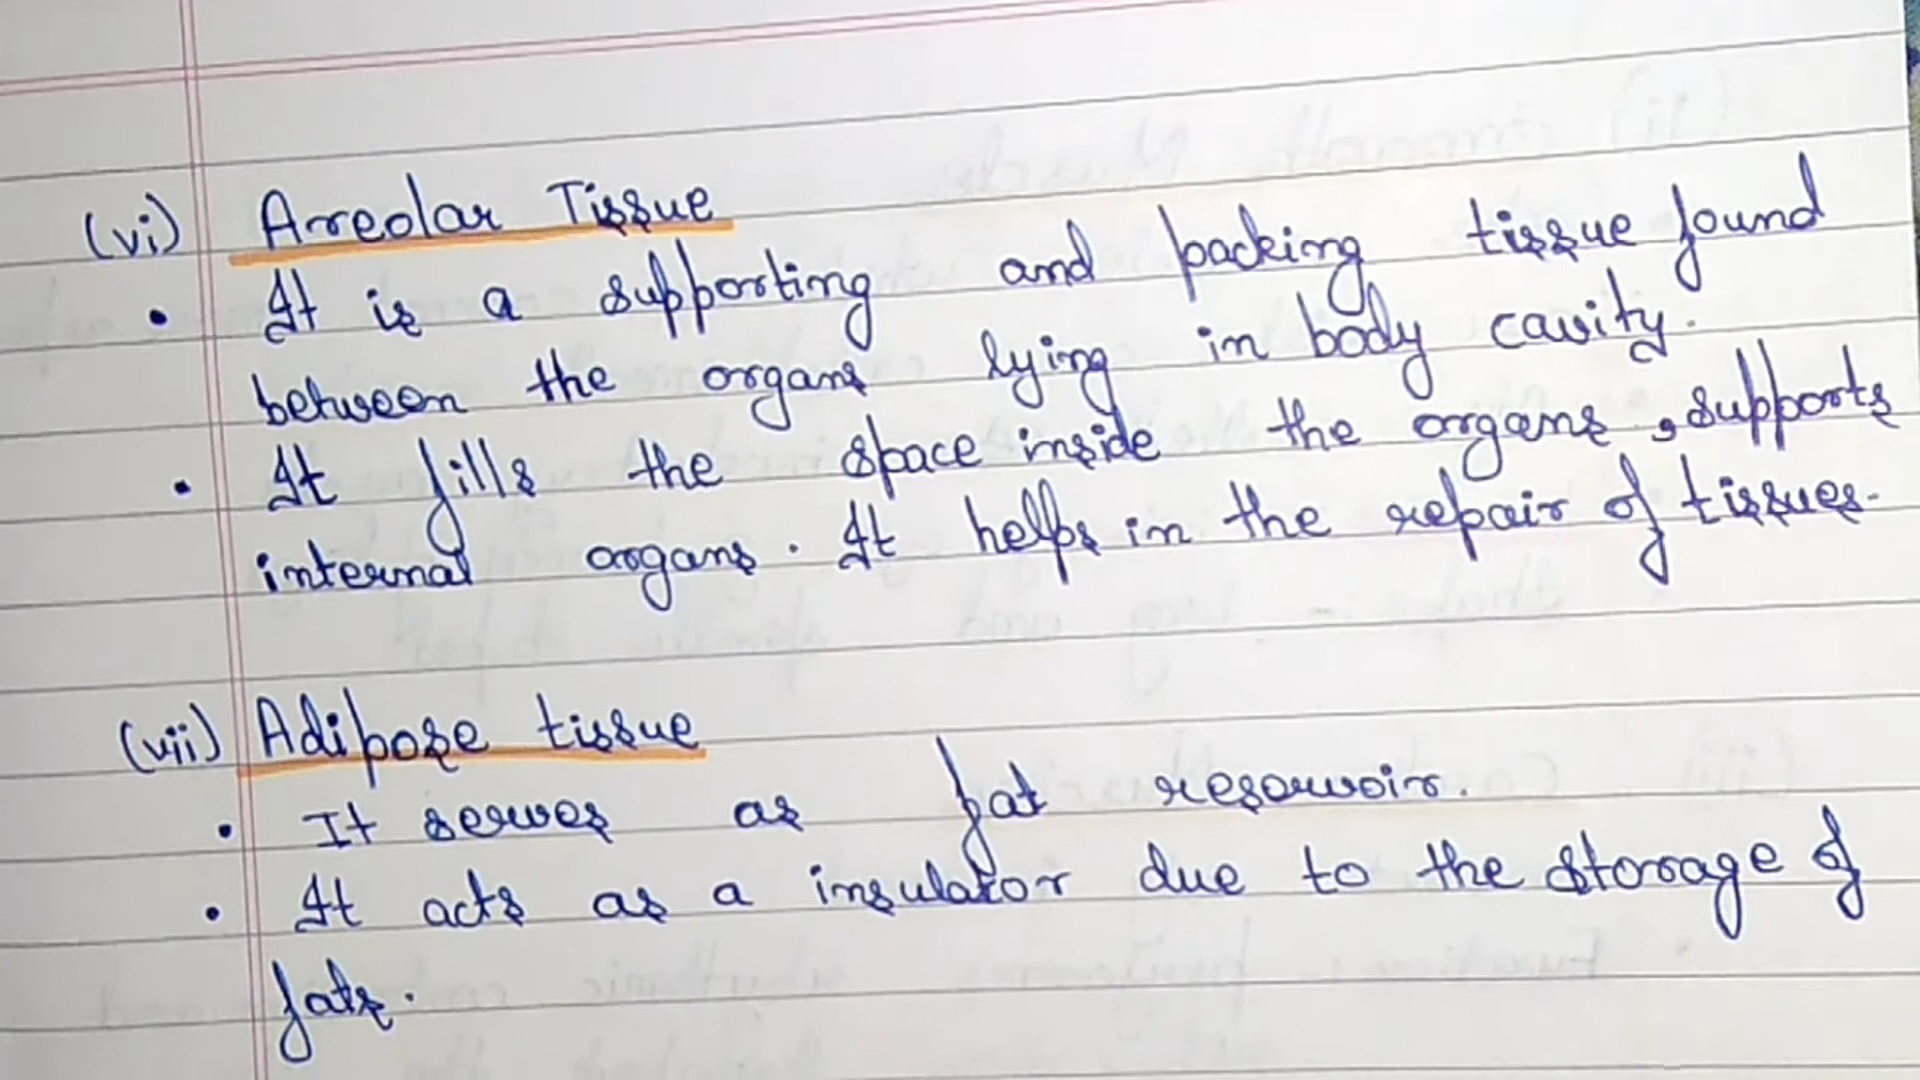 (vi) Areolar Tissue
• It is a supporting and packing tissue found
between the organs lying in body cavity.
• It fills the space inside the organs, supports
internal organs. It helps in the repair of tissues.
(vii) Adipose tissue
• It serves as fat reservoir.
• It acts as a insulator due to the storage of
fats.